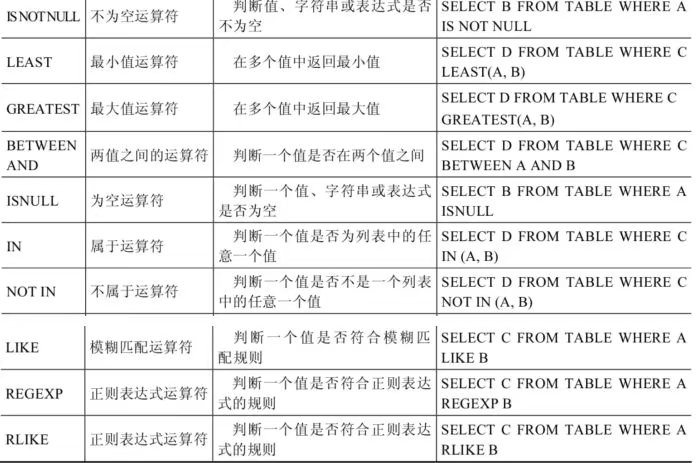 IS NOT NULL 不为空运算符 判断值、字符串或表达式是否 SELECT B FROM TABLE WHERE A
不为空 IS NOT NULL
LEAST 最小值运算符 在多个值中返回最小值 SELECT D FROM TABLE WHERE C
LEAST(A, B)
GREATEST 最大值运算符 在多个值中返回最大值 SELECT D FROM TABLE WHERE C
GREATEST(A, B)
BETWEEN 两值之间的运算符 判断一个值是否在两个值之间 SELECT D FROM TABLE WHERE C
AND BETWEEN A AND B
ISNULL 为空运算符 判断一个值、字符串或表达式 SELECT B FROM TABLE WHERE A
是否为空 ISNULL
IN 属于运算符 判断一个值是否为列表中的任 SELECT D FROM TABLE WHERE C
意一个值 IN (A, B)
NOT IN 不属于运算符 判断一个值是否不是一个列表 SELECT D FROM TABLE WHERE C
中的任意一个值 NOT IN (A, B)
LIKE 模糊匹配运算符 判断一个值是否符合模糊匹 SELECT C FROM TABLE WHERE A
配规则 LIKE B
REGEXP 正则表达式运算符 判断一个值是否符合正则表达 SELECT C FROM TABLE WHERE A
式的规则 REGEXP B
RLIKE 正则表达式运算符 判断一个值是否符合正则表达 SELECT C FROM TABLE WHERE A
式的规则 RLIKE B